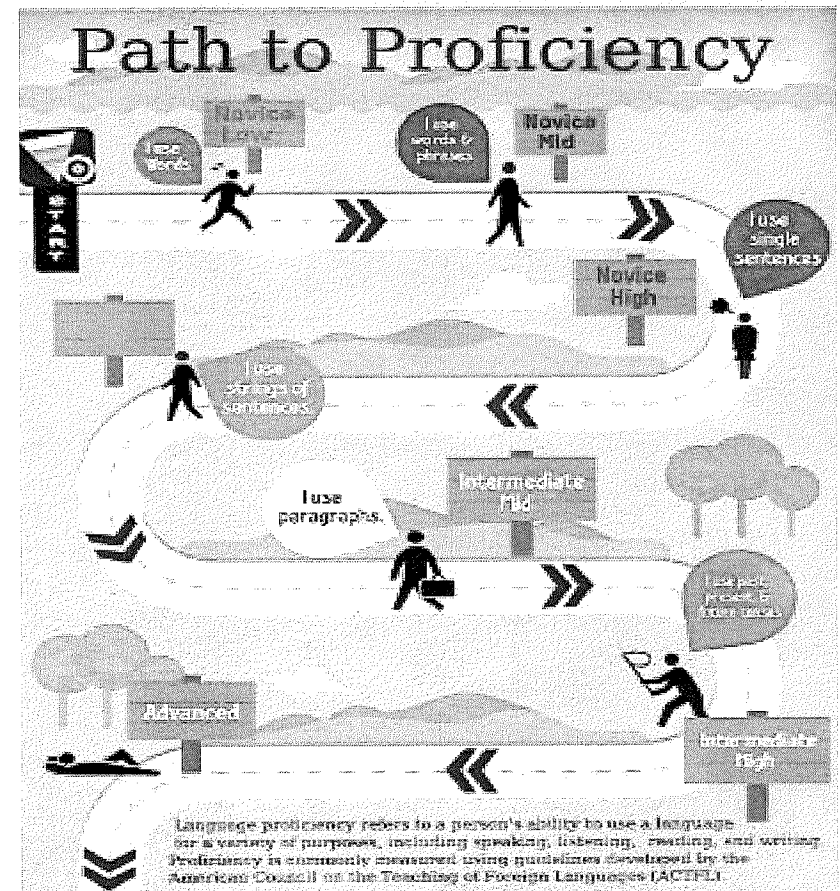 Path to Proficiency
START
I use
words
Novice
Low
I use
words &
phrases
Novice
Mid
I use
single
sentences
Novice
High
I use
strings of
sentences
I use
paragraphs.
Intermediate
Mid
I use past,
present &
future tenses
Intermediate
High
Advanced
Language proficiency refers to a person's ability to use a language
for a variety of purposes, including speaking, listening, reading, and writing
Proficiency is commonly measured using guidelines developed by the
American Council on the Teaching of Foreign Languages (ACTFL).